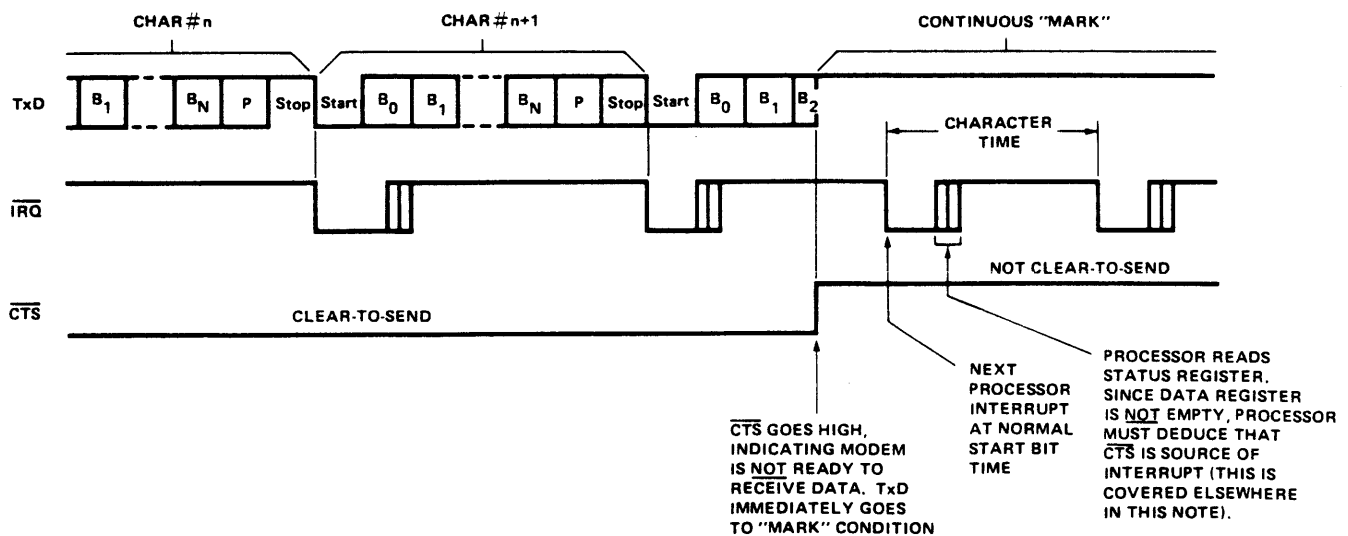 CHAR#n
CHAR#n+1
CONTINUOUS "MARK"
TxD
B1
BN
P
Stop
Start
B0
B1
BN
P
Stop
Start
B0
B1
B2
CHARACTER
TIME
IRQ
NOT CLEAR-TO-SEND
CTS
CLEAR-TO-SEND
CTS GOES HIGH,
INDICATING MODEM
IS NOT READY TO
RECEIVE DATA. TxD
IMMEDIATELY GOES
TO "MARK" CONDITION
NEXT
PROCESSOR
INTERRUPT
AT NORMAL
START BIT
TIME
PROCESSOR READS
STATUS REGISTER.
SINCE DATA REGISTER
IS NOT EMPTY, PROCESSOR
MUST DEDUCE THAT
CTS IS SOURCE OF
INTERRUPT (THIS IS
COVERED ELSEWHERE
IN THIS NOTE).